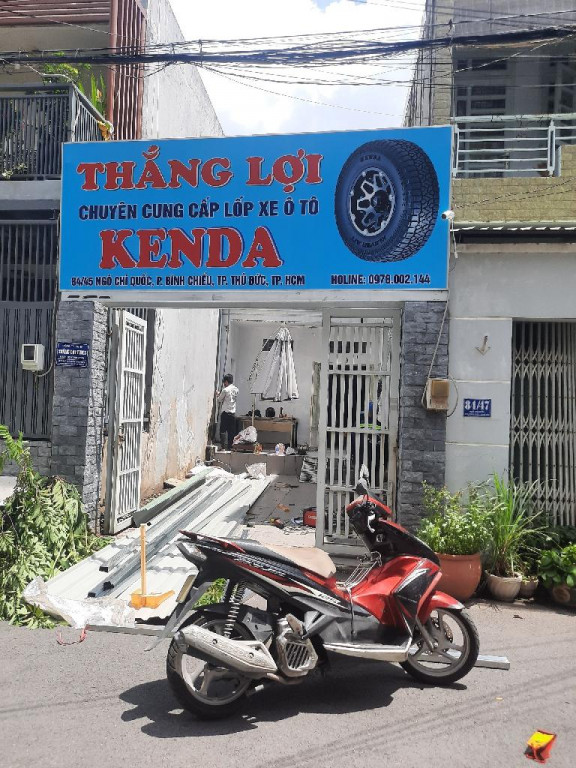 THẮNG LỢI
CHUYÊN CUNG CẤP LỐP XE Ô TÔ
KENDA
84/45 NGÔ CHÍ QUỐC, P. BÌNH CHIỂU, TP. THỦ ĐỨC, TP. HCM
HOLINE: 0978.002.144
84/47